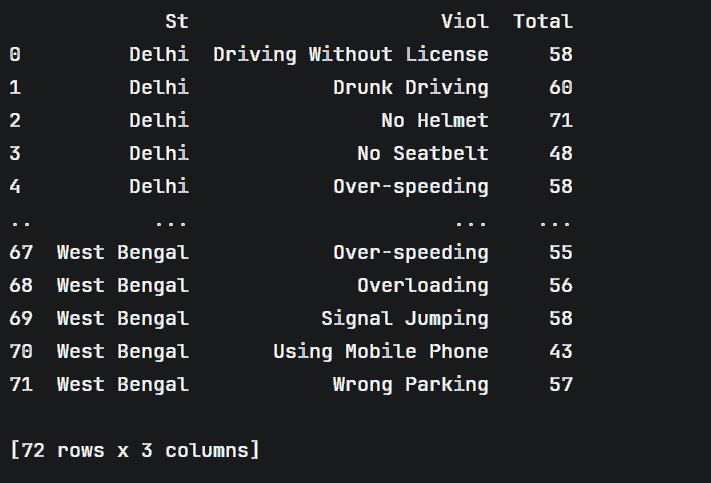 St Viol Total
0 Delhi Driving Without License 58
1 Delhi Drunk Driving 60
2 Delhi No Helmet 71
3 Delhi No Seatbelt 48
4 Delhi Over-speeding 58
.. ... ... ...
67 West Bengal Over-speeding 55
68 West Bengal Overloading 56
69 West Bengal Signal Jumping 58
70 West Bengal Using Mobile Phone 43
71 West Bengal Wrong Parking 57
[72 rows x 3 columns]